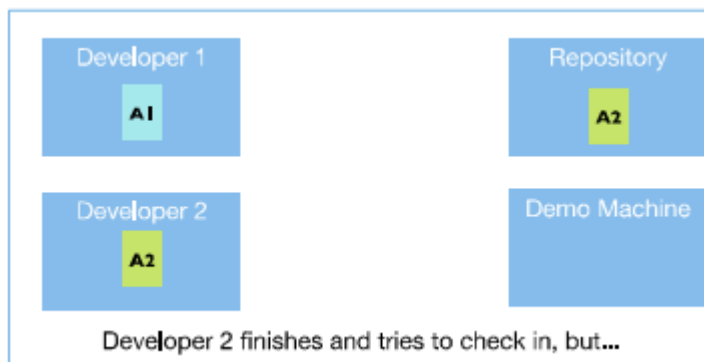 Developer 1
A1
Repository
A2
Developer 2
A2
Demo Machine
Developer 2 finishes and tries to check in, but...